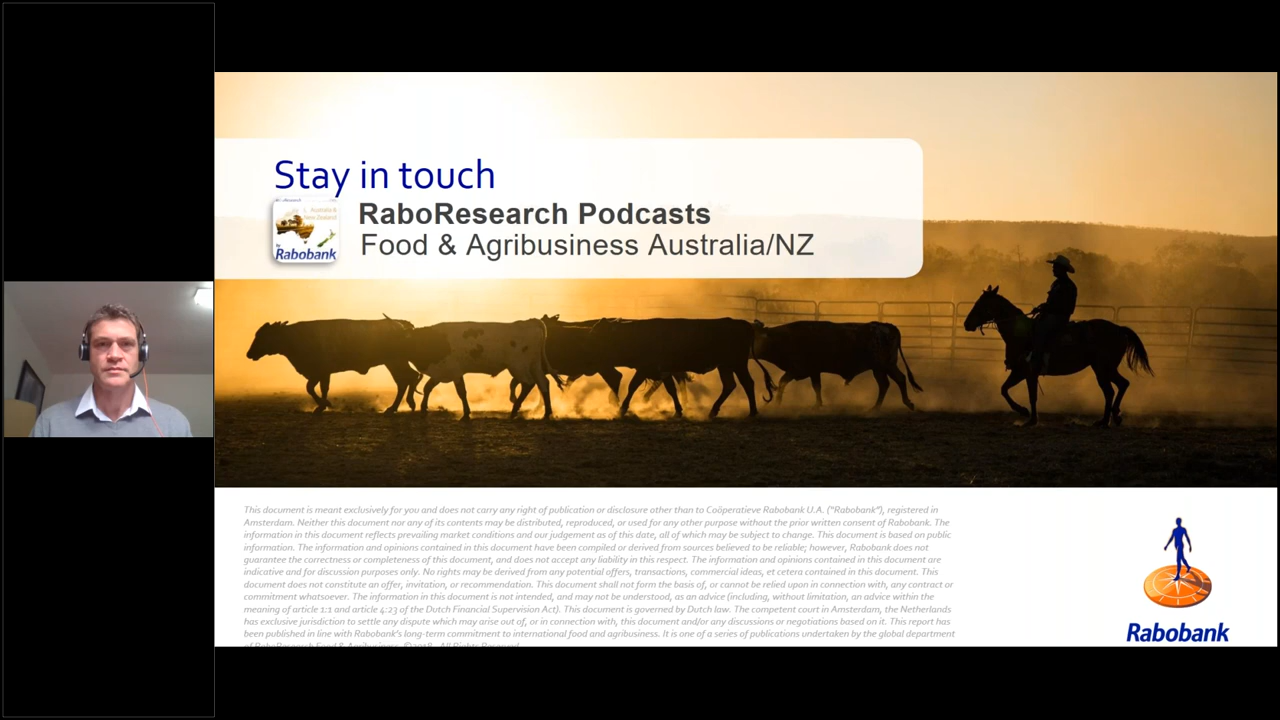 Stay in touch
Australia &
New Zealand
by
Rabobank
RaboResearch Podcasts
Food & Agribusiness Australia/NZ
This document is meant exclusively for you and does not carry any right of publication or disclosure other than to Coöperatieve Rabobank U.A. ("Rabobank"), registered in
Amsterdam. Neither this document nor any of its contents may be distributed, reproduced, or used for any other purpose without the prior written consent of Rabobank. The
information in this document reflects prevailing market conditions and our judgement as of this date, all of which may be subject to change. This document is based on public
information. The information and opinions contained in this document have been compiled or derived from sources believed to be reliable; however, Rabobank does not
guarantee the correctness or completeness of this document, and does not accept any liability in this respect. The information and opinions contained in this document are
indicative and for discussion purposes only. No rights may be derived from any potential offers, transactions, commercial ideas, et cetera contained in this document. This
document does not constitute an offer, invitation, or recommendation. This document shall not form the basis of, or cannot be relied upon in connection with, any contract or
commitment whatsoever. The information in this document is not intended, and may not be understood, as an advice (including, without limitation, an advice within the
meaning of article 1:1 and article 4:23 of the Dutch Financial Supervision Act). This document is governed by Dutch law. The competent court in Amsterdam, the Netherlands
has exclusive jurisdiction to settle any dispute which may arise out of, or in connection with, this document and/or any discussions or negotiations based on it. This report has
been published in line with Rabobank's long-term commitment to international food and agribusiness. It is one of a series of publications undertaken by the global department
of RaboResearch Food & Agribusiness. ©2018 - All Rights Reserved
Rabobank